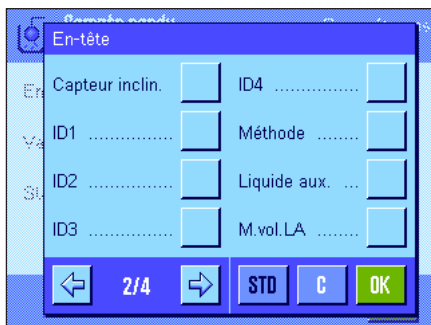 En-tête
Capteur inclin.
ID1 ................
ID2 ................
ID3 ................
ID4 ................
Méthode ........
Liquide aux. ...
M.vol.LA ........
2/4
STD
C
OK